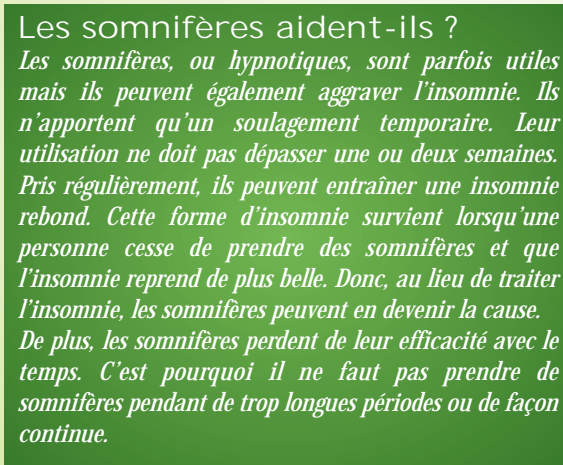 Les somnifères aident-ils ?
Les somnifères, ou hypnotiques, sont parfois utiles
mais ils peuvent également aggraver l'insomnie. Ils
n'apportent qu'un soulagement temporaire. Leur
utilisation ne doit pas dépasser une ou deux semaines.
Pris régulièrement, ils peuvent entraîner une insomnie
rebond. Cette forme d'insomnie survient lorsqu'une
personne cesse de prendre des somnifères et que
l'insomnie reprend de plus belle. Donc, au lieu de traiter
l'insomnie, les somnifères peuvent en devenir la cause.
De plus, les somnifères perdent de leur efficacité avec le
temps. C'est pourquoi il ne faut pas prendre de
somnifères pendant de trop longues périodes ou de façon
continue.